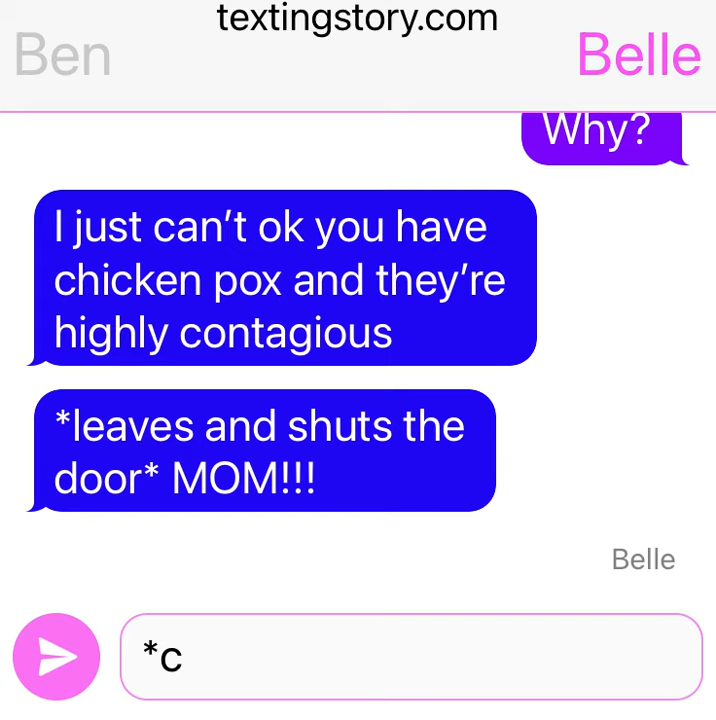 textingstory.com
Ben
Belle
Why?
I just can’t ok you have
chicken pox and they’re
highly contagious
*leaves and shuts the
door* MOM!!!
Belle
*c